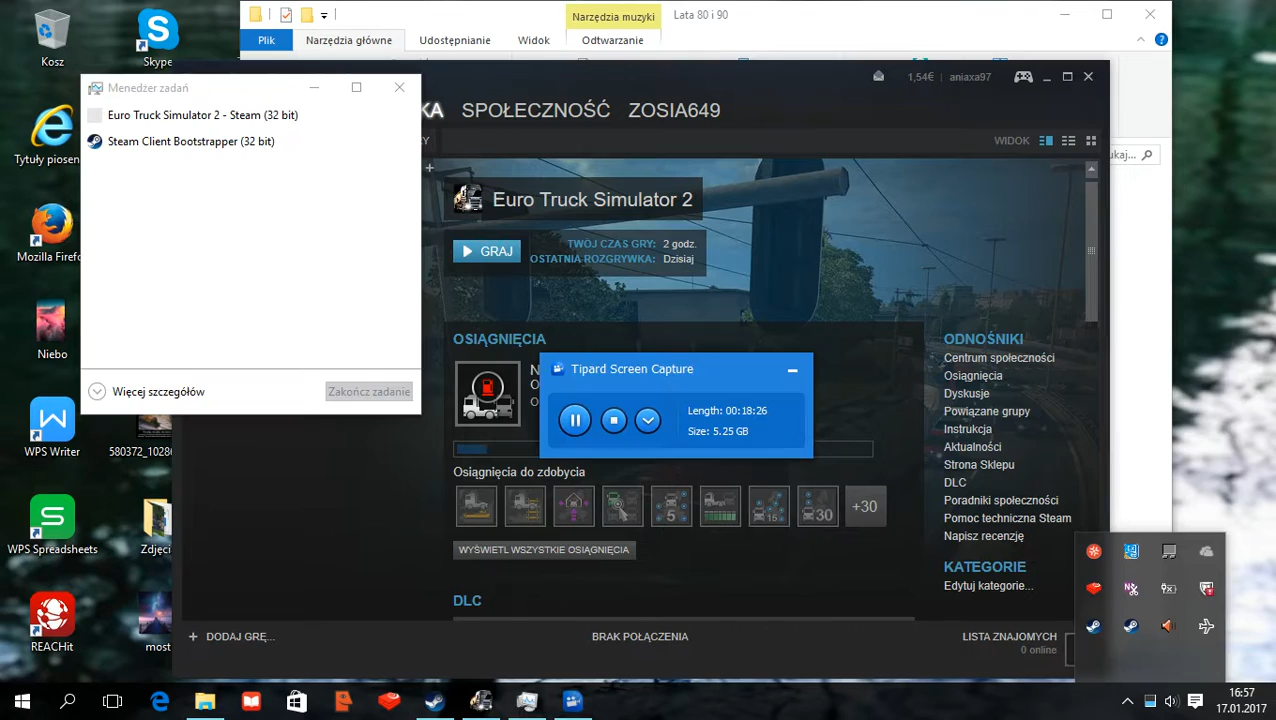 Kosz
Skype
Tytuły piosen
Mozilla Firefo
Niebo
WPS Writer
580372_1028
WPS Spreadsheets
Zdjęci
REACHit
most
Narzędzia muzyki
Lata 80 i 90
Plik
Narzędzia główne
Udostępnianie
Widok
Odtwarzanie
Menedżer zadań
Euro Truck Simulator 2 - Steam (32 bit)
Steam Client Bootstrapper (32 bit)
Więcej szczegółów
Zakończ zadanie
1,54€
aniaxa97
KA
SPOŁECZNOŚĆ
ZOSIA649
WIDOK
ukaj...
+
Euro Truck Simulator 2
GRAJ
TWÓJ CZAS GRY: 2 godz.
OSTATNIA ROZGRYWKA: Dzisiaj
OSIĄGNIĘCIA
N
O
O
Tipard Screen Capture
Length: 00:18:26
Size: 5.25 GB
Osiągnięcia do zdobycia
5
15
30
+30
WYŚWIETL WSZYSTKIE OSIĄGNIĘCIA
DLC
ODNOŚNIKI
Centrum społeczności
Osiągnięcia
Dyskusje
Powiązane grupy
Instrukcja
Aktualności
Strona Sklepu
DLC
Poradniki społeczności
Pomoc techniczna Steam
Napisz recenzję
KATEGORIE
Edytuj kategorie...
+ DODAJ GRĘ...
BRAK POŁĄCZENIA
LISTA ZNAJOMYCH
0 online
16:57
17.01.2017